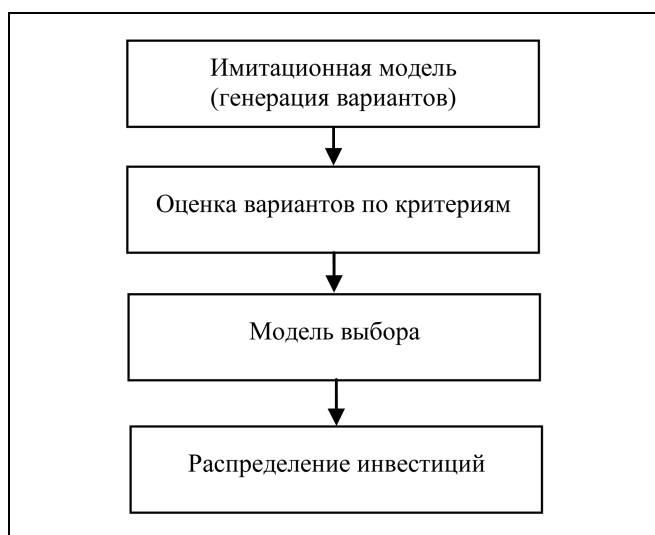 Имитационная модель
(генерация вариантов)
Оценка вариантов по критериям
Модель выбора
Распределение инвестиций